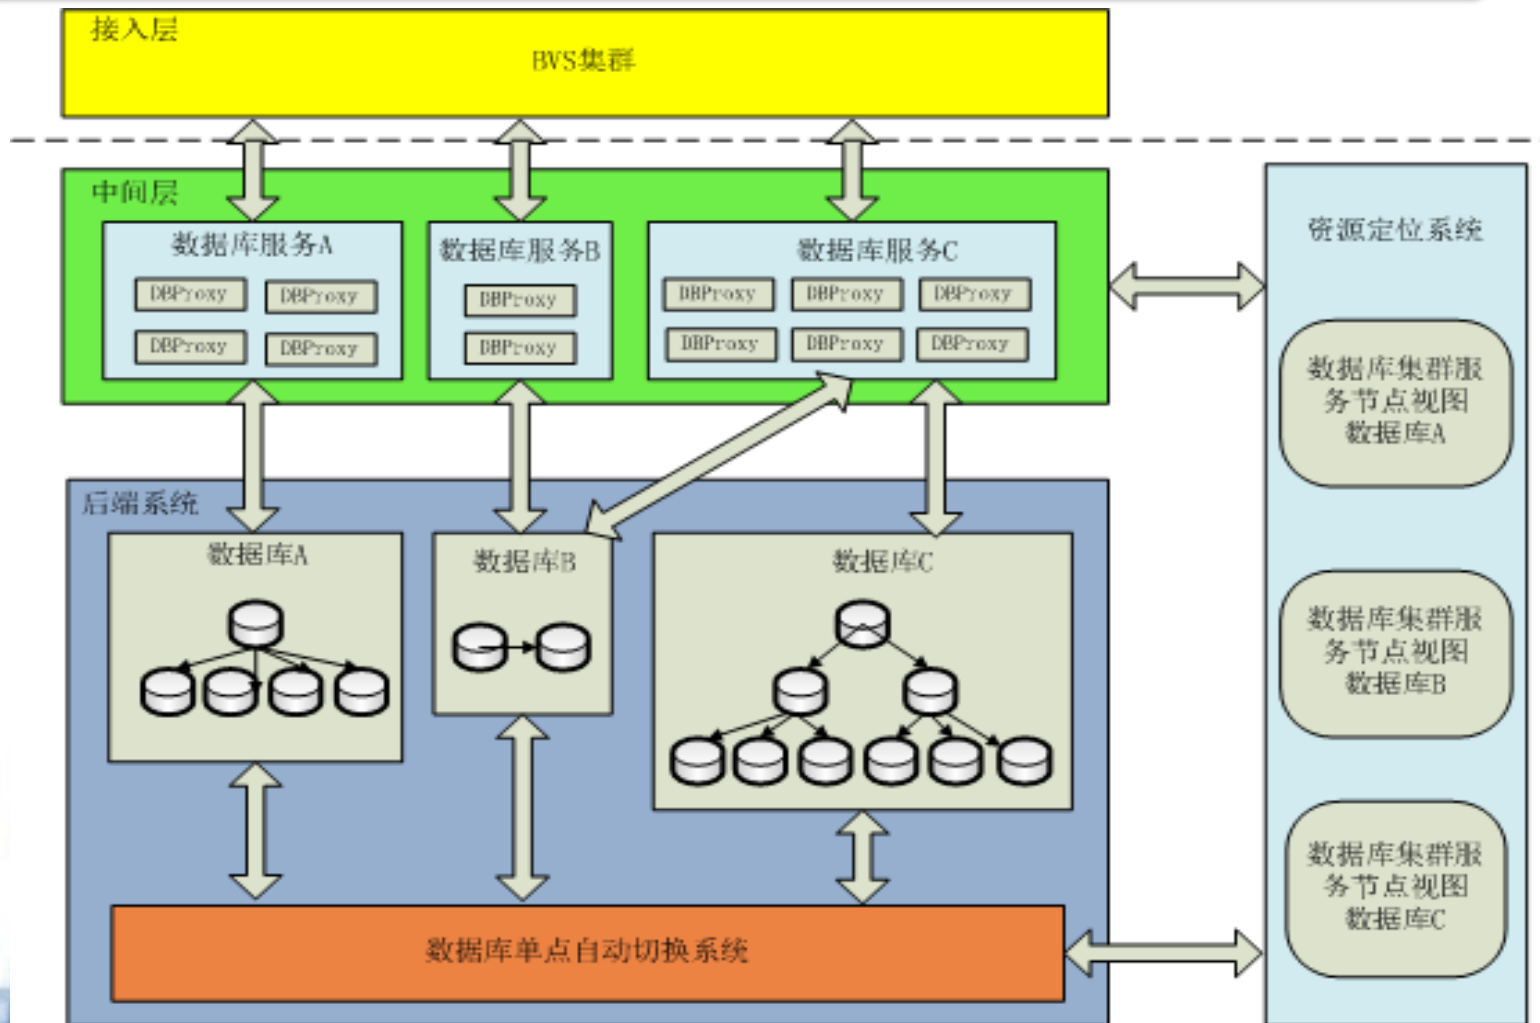 接入层
BVS集群
中间层
数据库服务A
DBProxy
DBProxy
DBProxy
DBProxy
数据库服务B
DBProxy
DBProxy
数据库服务C
DBProxy
DBProxy
DBProxy
DBProxy
DBProxy
DBProxy
后端系统
数据库A
数据库B
数据库C
数据库单点自动切换系统
资源定位系统
数据库集群服
务节点视图
数据库A
数据库集群服
务节点视图
数据库B
数据库集群服
务节点视图
数据库C